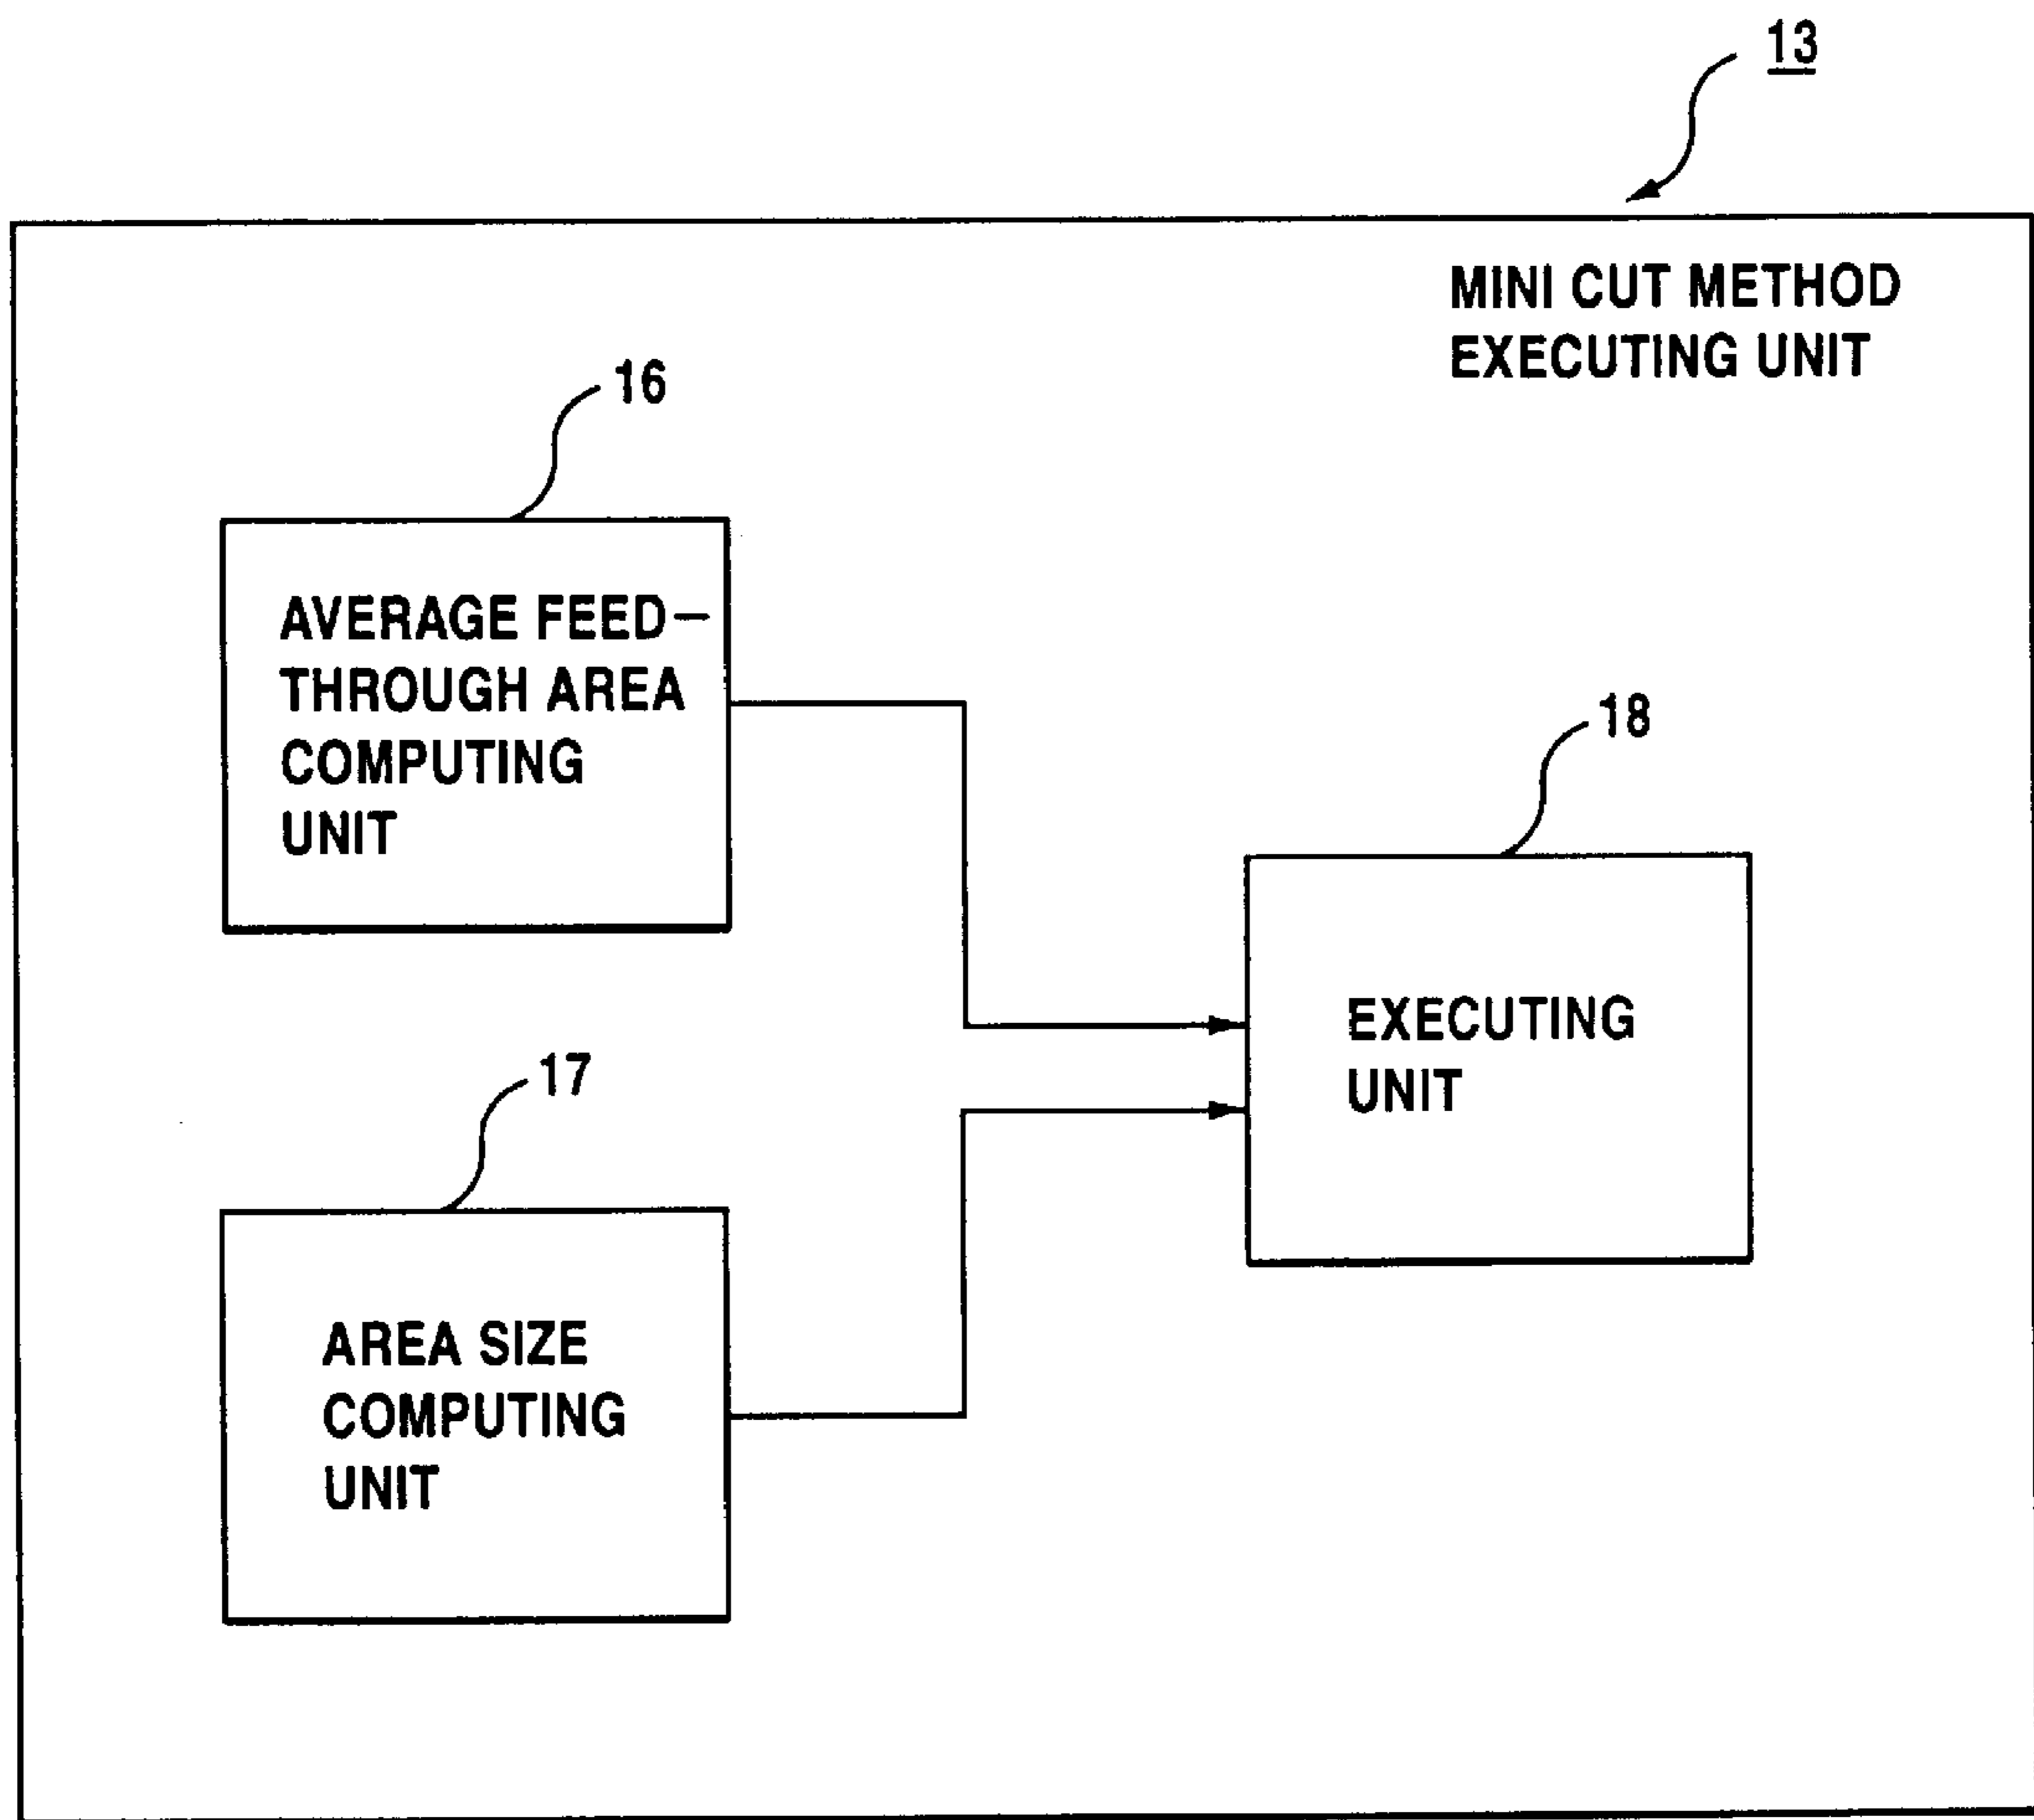 13
MINI CUT METHOD
EXECUTING UNIT
16
AVERAGE FEED—
THROUGH AREA
COMPUTING
UNIT
18
EXECUTING
UNIT
17
AREA SIZE
COMPUTING
UNIT